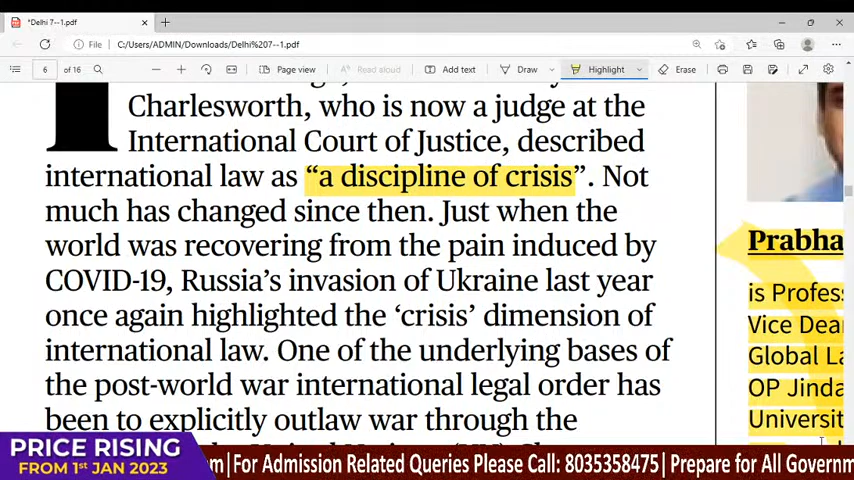 *Delhi 7--1.pdf
File
C:/Users/ADMIN/Downloads/Delhi%207--1.pdf
6 of 16
Page view
Read aloud
Add text
Draw
Highlight
Erase
Charlesworth, who is now a judge at the
International Court of Justice, described
international law as “a discipline of crisis”. Not
much has changed since then. Just when the
world was recovering from the pain induced by
COVID-19, Russia’s invasion of Ukraine last year
once again highlighted the ‘crisis’ dimension of
international law. One of the underlying bases of
the post-world war international legal order has
been to explicitly outlaw war through the
Prabha
is Profess
Vice Dean
Global La
OP Jinda
Universit
PRICE RISING
FROM 1st JAN 2023
om|For Admission Related Queries Please Call: 8035358475| Prepare for All Governm